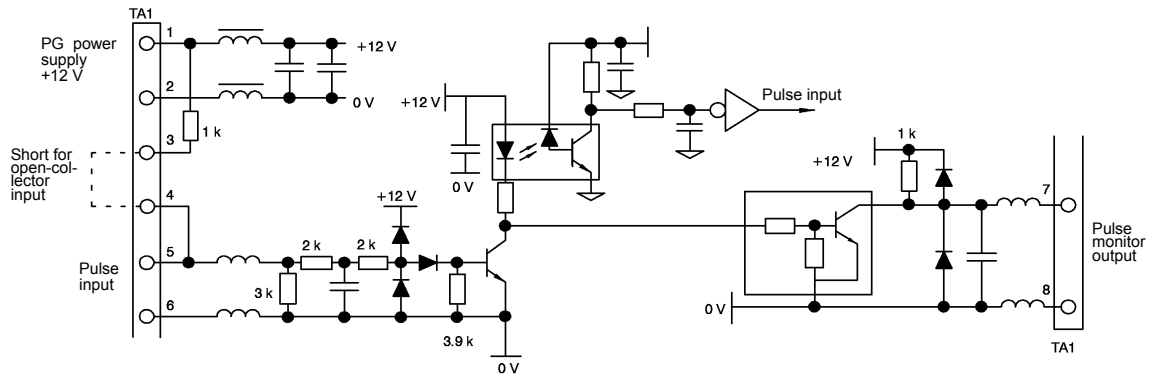 TA1
PG power
supply
+12 V
1
+12 V
2
0 V
1 k
3
Short for
open-col-
lector
input
4
+12 V
0 V
Pulse input
+12 V
1 k
7
Pulse
monitor
output
8
0 V
TA1
+12 V
Pulse
input
5
2 k
2 k
3 k
6
3.9 k
0 V